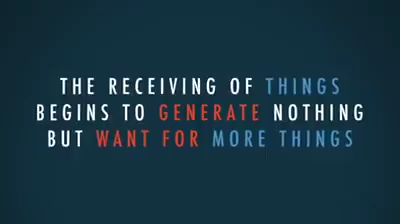 THE RECEIVING OF THINGS
BEGINS TO GENERATE NOTHING
BUT WANT FOR MORE THINGS